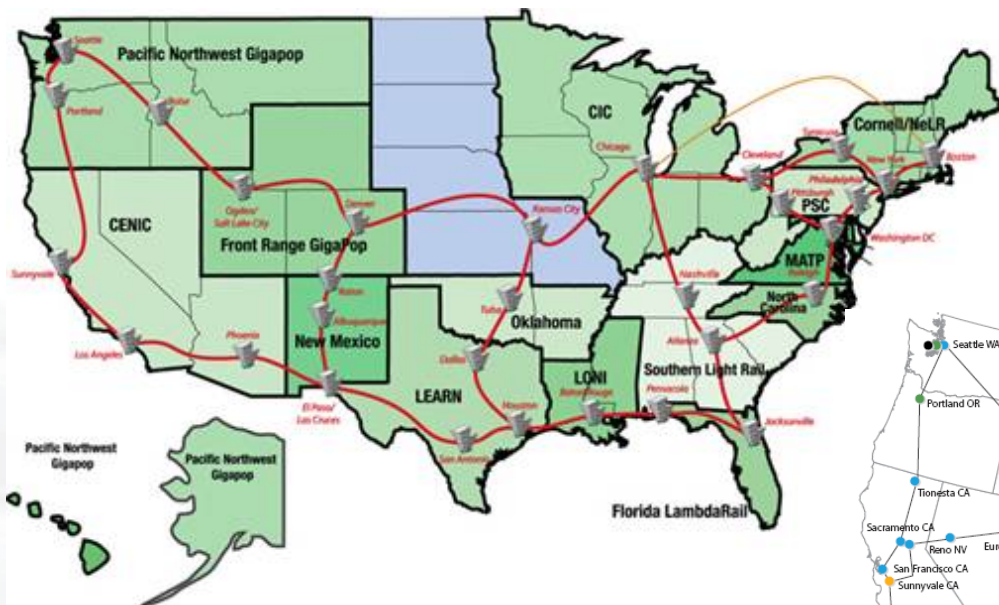 Seattle
Pacific Northwest Gigapop
Portland
Boise
CIC
Cornell/NeLR
Syracuse
Chicago
Cleveland
New York
Boston
Philadelphia
Pittsburgh
PSC
Ogden/
Salt Lake City
Denver
Kansas City
CENIC
Front Range GigaPop
Washington DC
MATP
Raleigh
Sunnyvale
Raton
Nashville
North
Carolina
Tulsa
Albuquerque
Oklahoma
Phoenix
New Mexico
Los Angeles
Dallas
Atlanta
Southern Light Rail
Seattle WA
LEARN
LONI
Baton Rouge
Pensacola
El Paso/
Las Cruces
Houston
Jacksonville
Portland OR
San Antonio
Pacific Northwest
Gigapop
Pacific Northwest
Gigapop
Florida LambdaRail
Tionesta CA
Sacramento CA
Reno NV
San Francisco CA
Sunnyvale CA